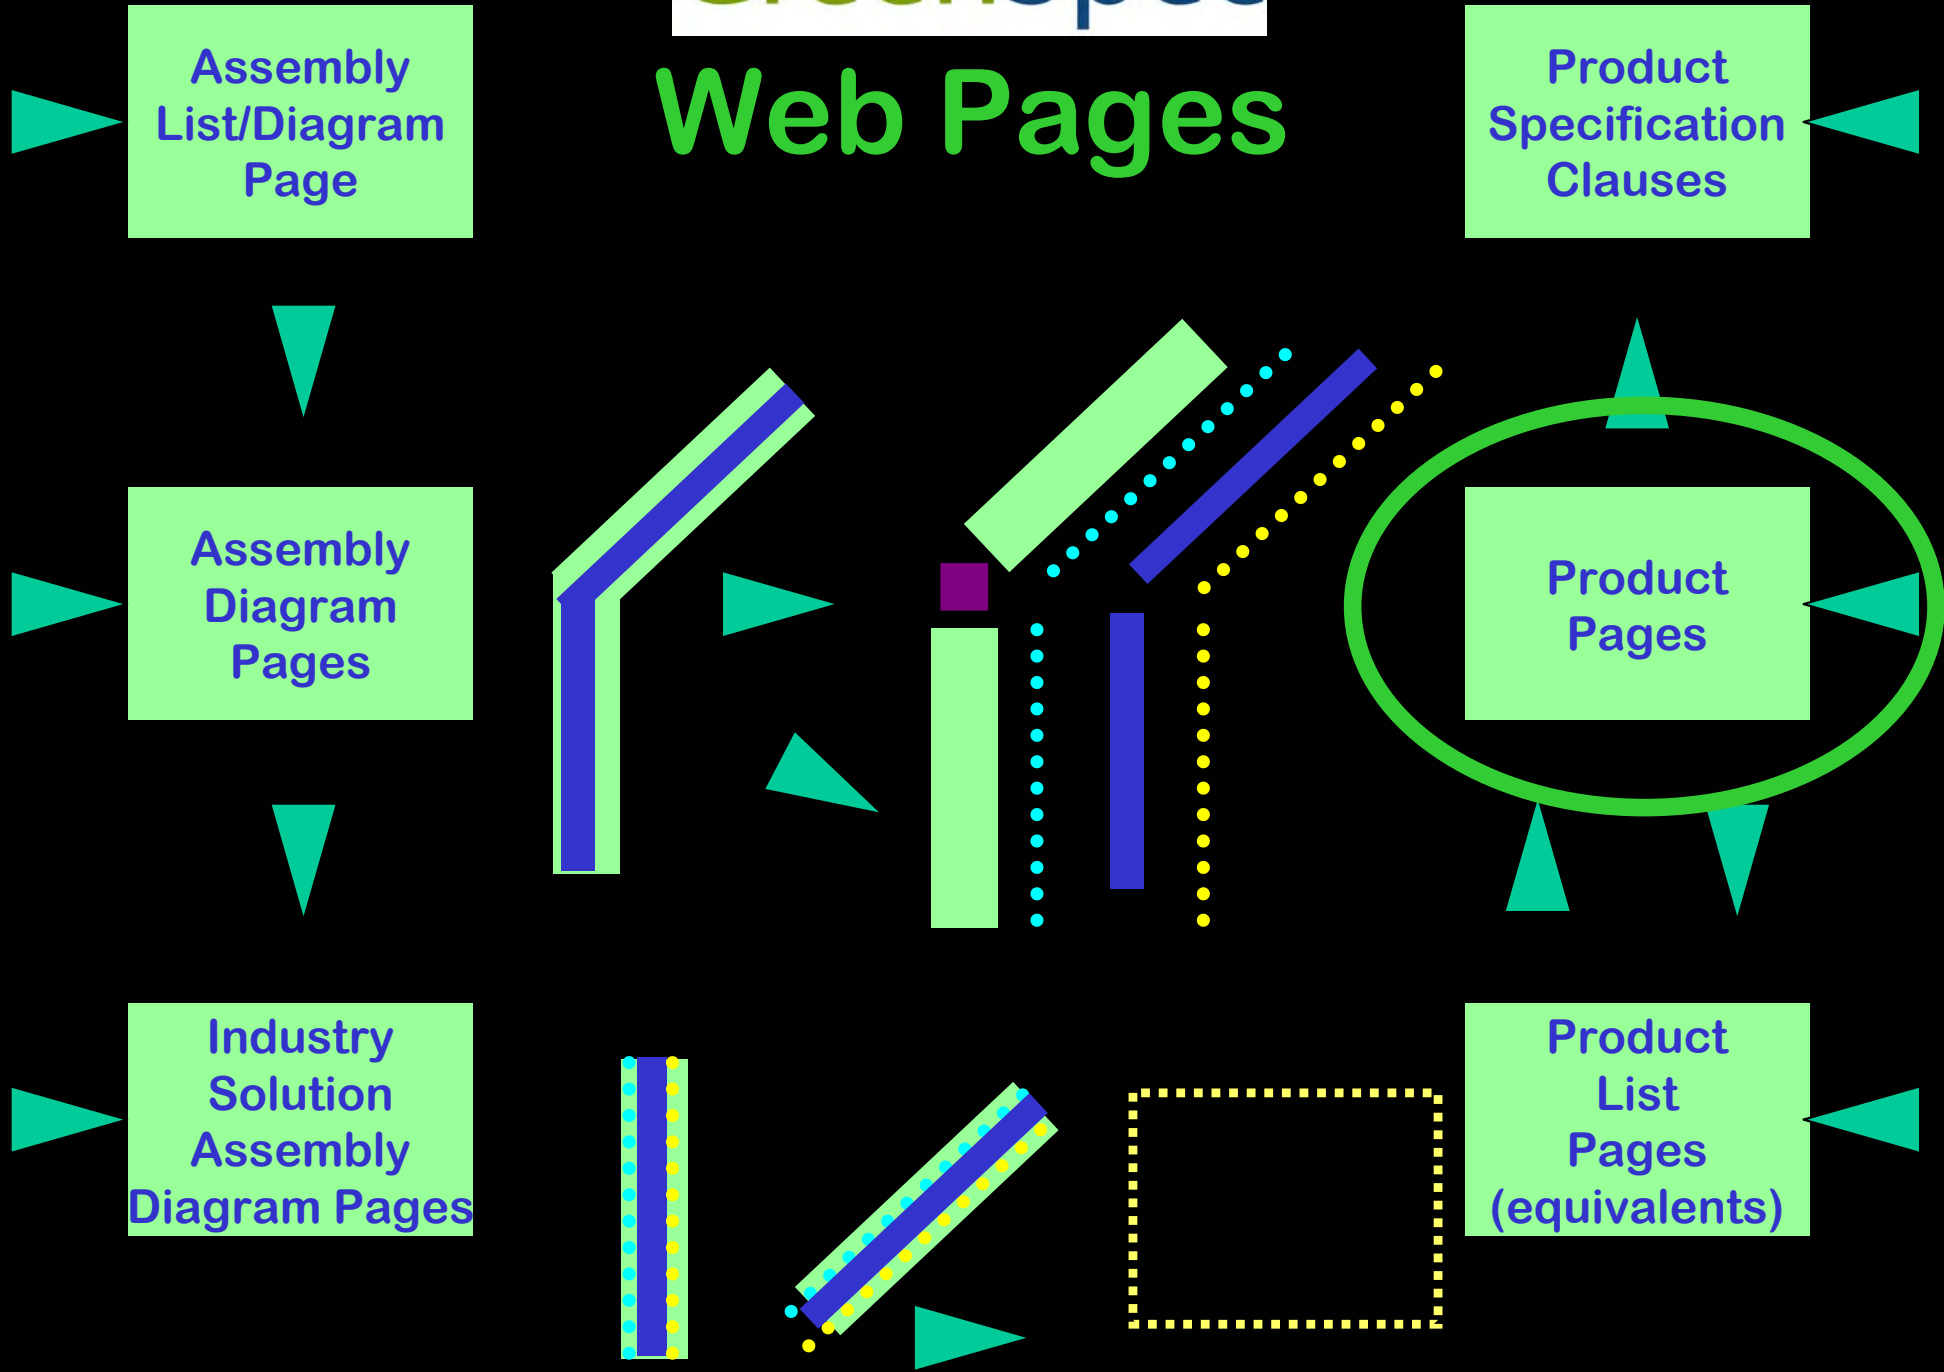 GreenSpec
Web Pages
Assembly
List/Diagram
Page
Product
Specification
Clauses
Assembly
Diagram
Pages
Product
Pages
Industry
Solution
Assembly
Diagram Pages
Product
List
Pages
(equivalents)